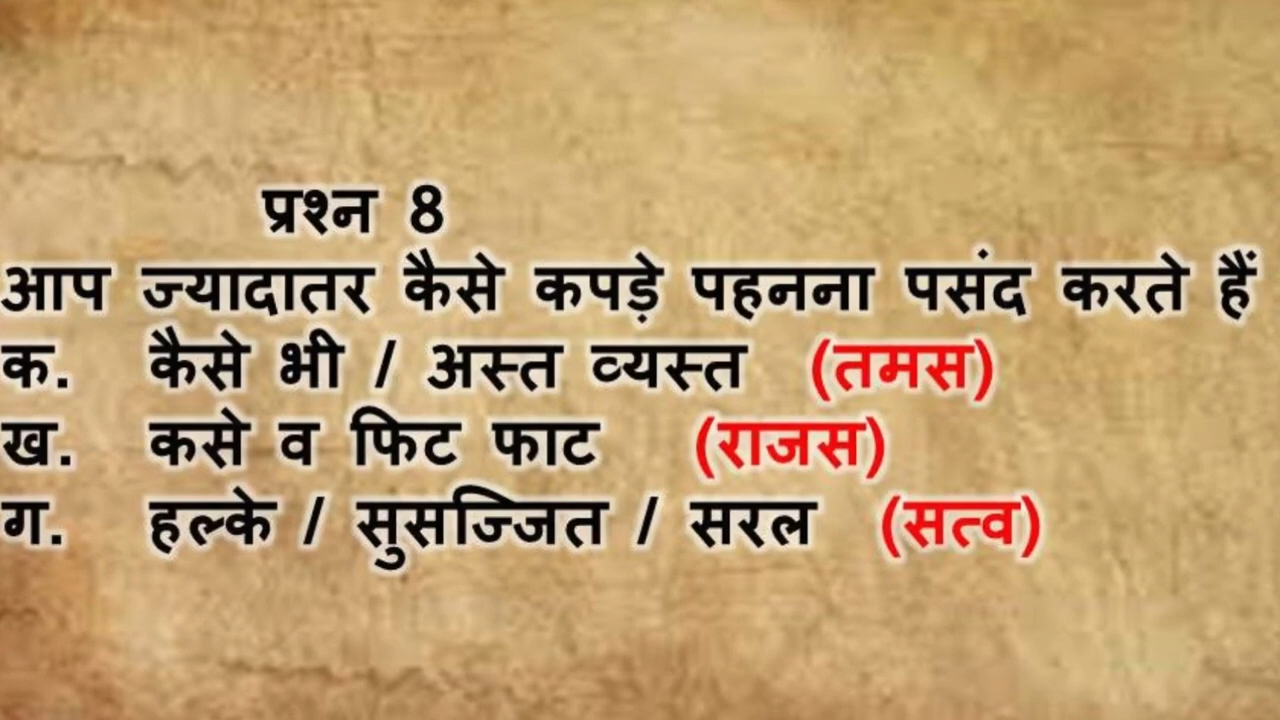 प्रश्न 8
आप ज्यादातर कैसे कपड़े पहनना पसंद करते हैं
क. कैसे भी / अस्त व्यस्त (तमस)
ख. कसे व फिट फाट (राजस)
ग. हल्के / सुसज्जित / सरल (सत्व)